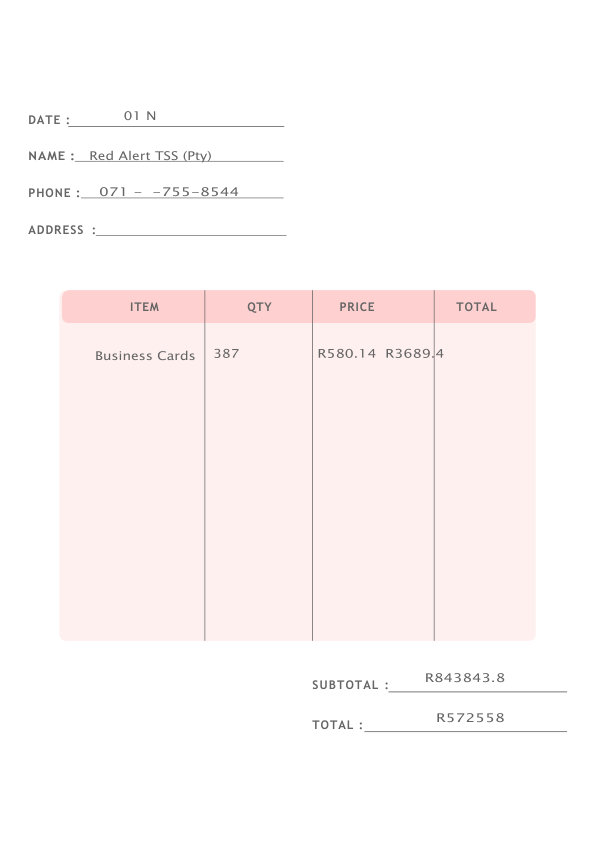 DATE : 01 N
NAME : Red Alert TSS (Pty)
PHONE : 071 – –755–8544
ADDRESS :
ITEM QTY PRICE TOTAL
Business Cards 387 R580.14 R3689.4
SUBTOTAL : R843843.8
TOTAL : R572558